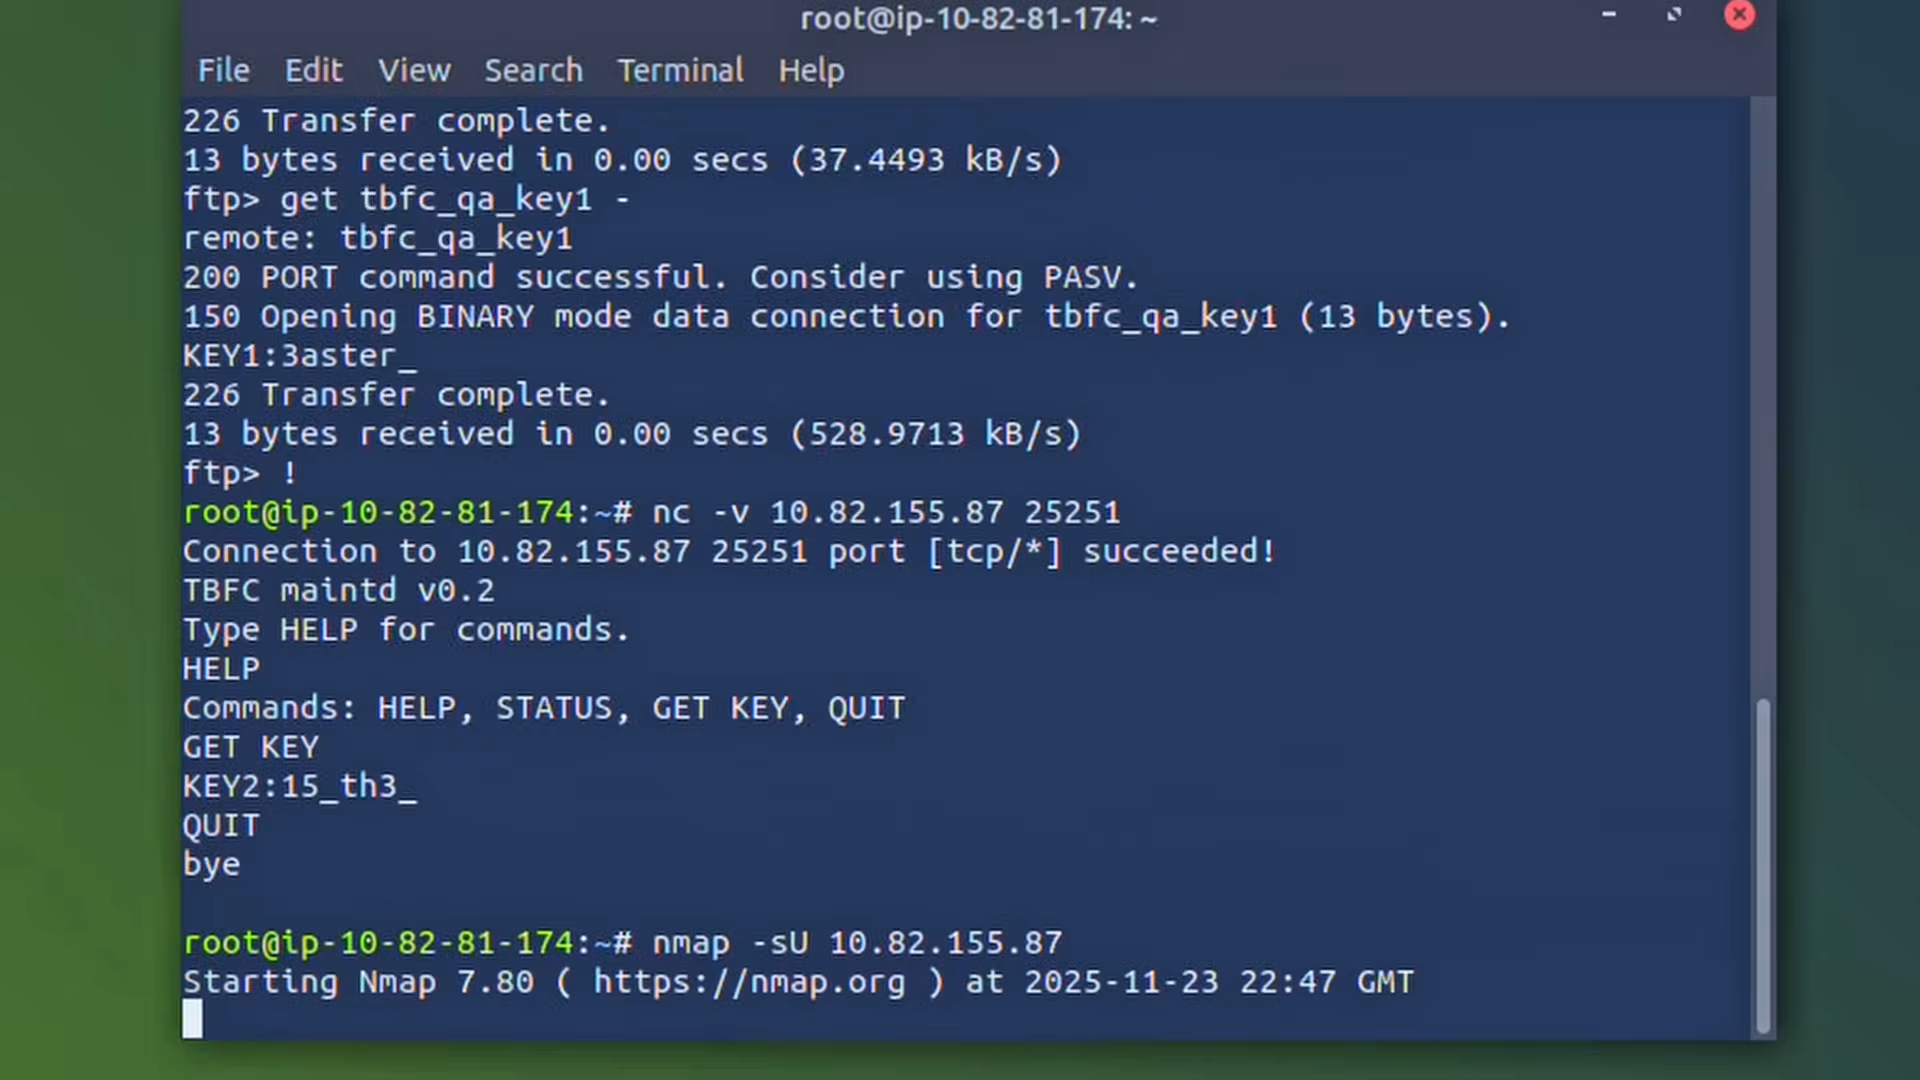 root@ip-10-82-81-174: ~
File Edit View Search Terminal Help
226 Transfer complete.
13 bytes received in 0.00 secs (37.4493 kB/s)
ftp> get tbfc_qa_key1 -
remote: tbfc_qa_key1
200 PORT command successful. Consider using PASV.
150 Opening BINARY mode data connection for tbfc_qa_key1 (13 bytes).
KEY1:3aster_
226 Transfer complete.
13 bytes received in 0.00 secs (528.9713 kB/s)
ftp> !
root@ip-10-82-81-174:~# nc -v 10.82.155.87 25251
Connection to 10.82.155.87 25251 port [tcp/*] succeeded!
TBFC maintd v0.2
Type HELP for commands.
HELP
Commands: HELP, STATUS, GET KEY, QUIT
GET KEY
KEY2:15_th3_
QUIT
bye
root@ip-10-82-81-174:~# nmap -sU 10.82.155.87
Starting Nmap 7.80 ( https://nmap.org ) at 2025-11-23 22:47 GMT